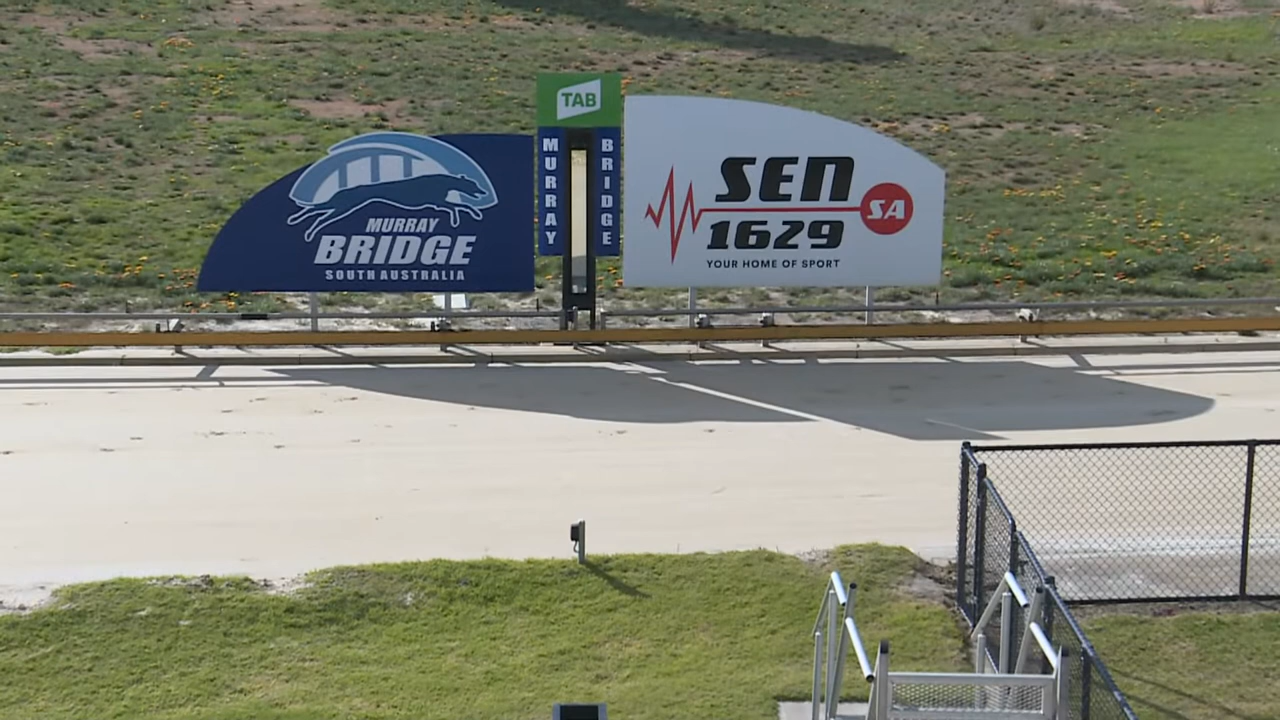 TAB
MURRAY
BRIDGE
MURRAY
BRIDGE
SOUTH AUSTRALIA
SEN
SA
1629
YOUR HOME OF SPORT